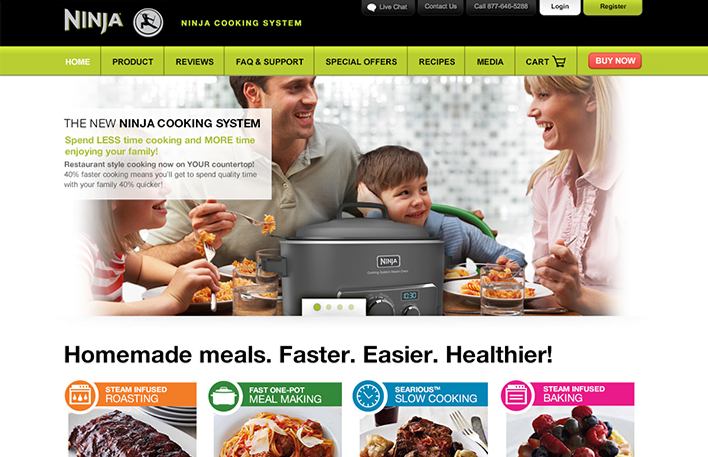 NINJA NINJA COOKING SYSTEM
Live Chat Contact Us Call 877-646-5288 Login Register
HOME PRODUCT REVIEWS FAQ & SUPPORT SPECIAL OFFERS RECIPES MEDIA CART BUY NOW
THE NEW NINJA COOKING SYSTEM
Spend LESS time cooking and MORE time
enjoying your family!
Restaurant style cooking now on YOUR countertop!
40% faster cooking means you'll get to spend quality time
with your family 40% quicker!
NINJA
Cooking System
10:30
Homemade meals. Faster. Easier. Healthier!
STEAM INFUSED
ROASTING
FAST ONE-POT
MEAL MAKING
SEARIOUS™
SLOW COOKING
STEAM INFUSED
BAKING